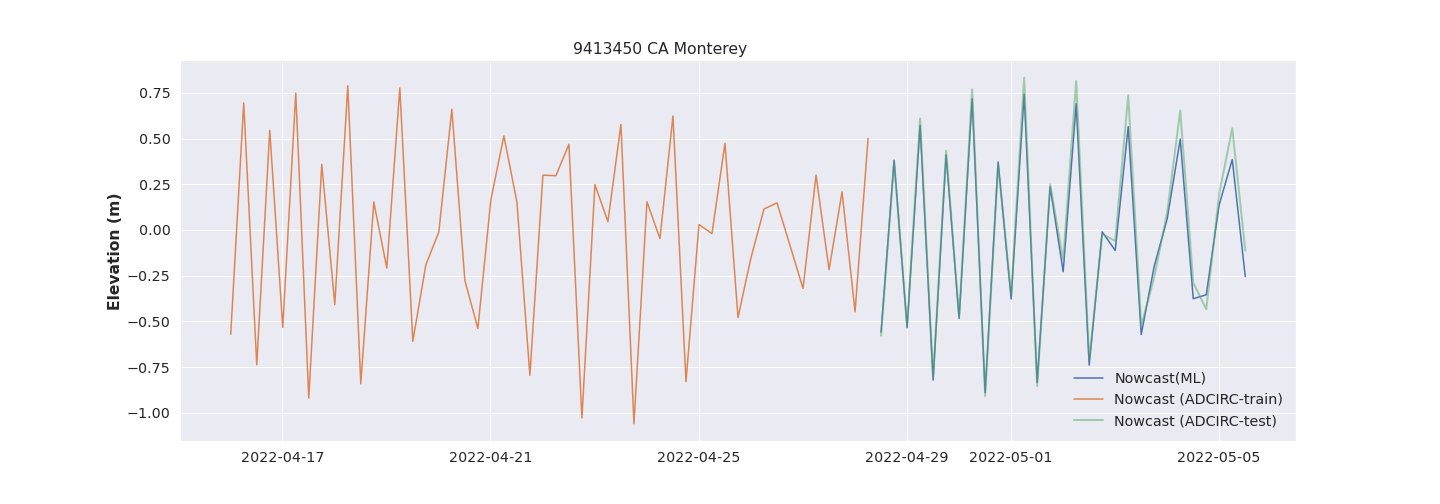 9413450 CA Monterey
Elevation (m)
0.75
0.50
0.25
0.00
−0.25
−0.50
−0.75
−1.00
Nowcast(ML)
Nowcast (ADCIRC-train)
Nowcast (ADCIRC-test)
2022-04-17 2022-04-21 2022-04-25 2022-04-29 2022-05-01 2022-05-05